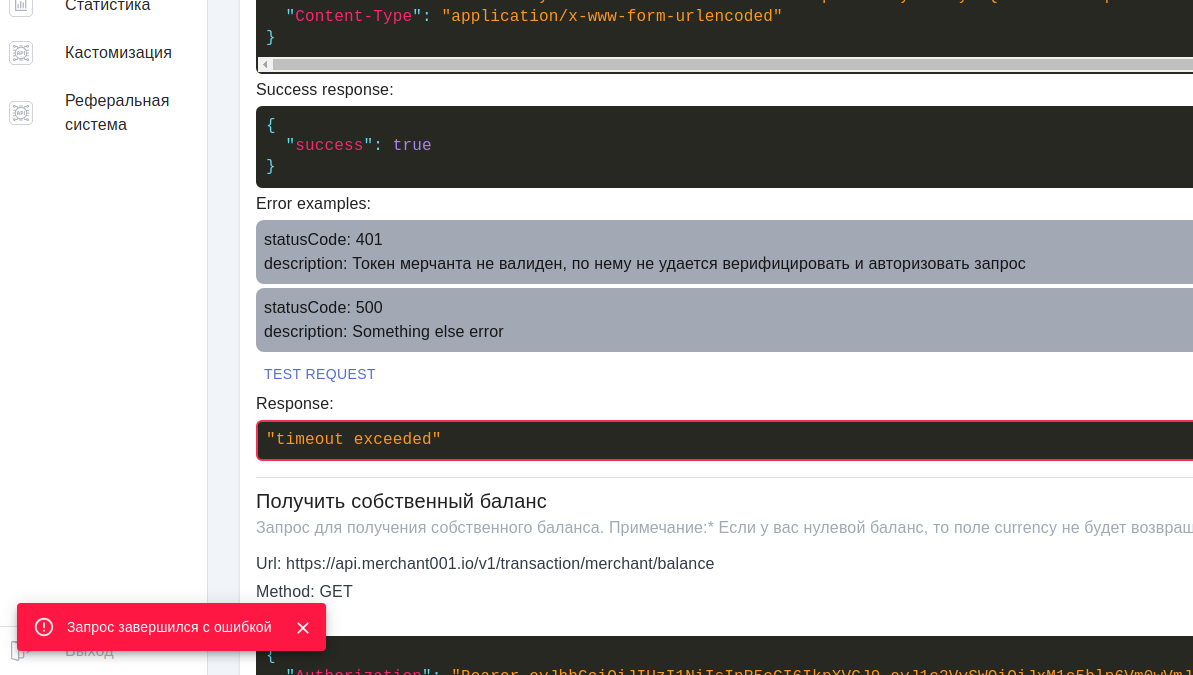 Статистика
Кастомизация
Реферальная
система
"Content-Type": "application/x-www-form-urlencoded"
}
Success response:
{
"success": true
}
Error examples:
statusCode: 401
description: Токен мерчанта не валиден, по нему не удается верифицировать и авторизовать запрос
statusCode: 500
description: Something else error
TEST REQUEST
Response:
"timeout exceeded"
Получить собственный баланс
Запрос для получения собственного баланса. Примечание:* Если у вас нулевой баланс, то поле currency не будет возвращ
Url: https://api.merchant001.io/v1/transaction/merchant/balance
Method: GET
Запрос завершился с ошибкой
Выход
{
"Authorization": "Bearer